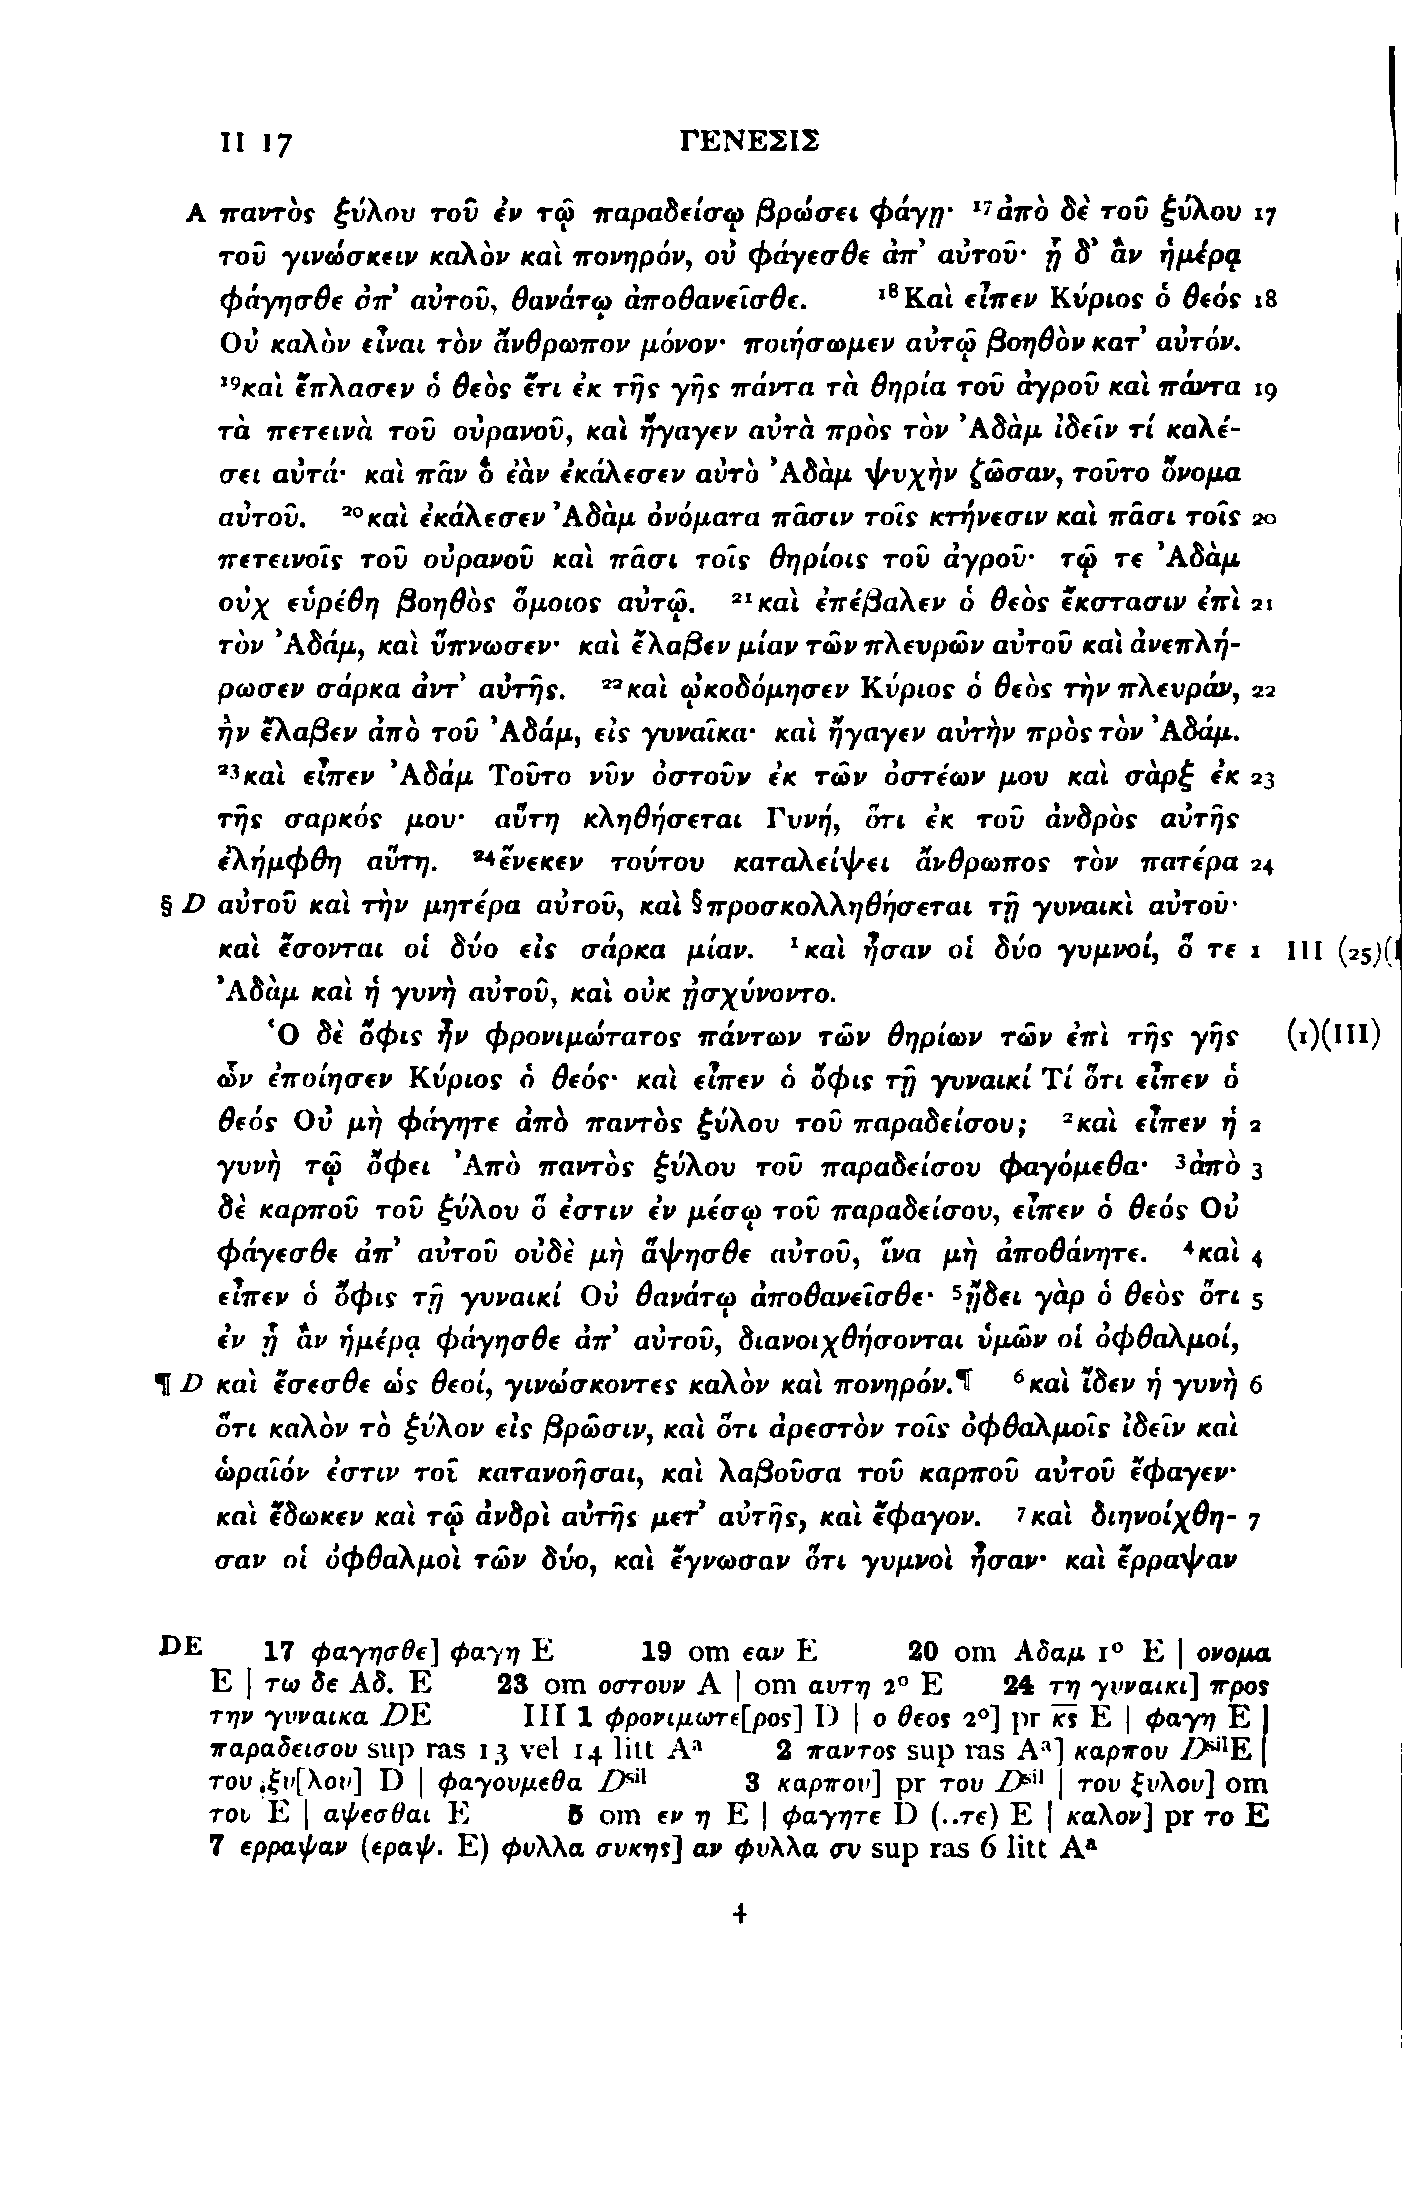 II 17 ΓΕΝΕΣΙΣ
A παντὸς ξύλου τοῦ ἐν τῷ παραδείσῳ βρώσει φάγῃ· ¹⁷ἀπὸ δὲ τοῦ ξύλου 17
τοῦ γινώσκειν καλὸν καὶ πονηρόν, οὐ φάγεσθε ἀπ’ αὐτοῦ· ᾗ δ’ ἂν ἡμέρᾳ
φάγησθε ἀπ’ αὐτοῦ, θανάτῳ ἀποθανεῖσθε. ¹⁸Καὶ εἶπεν Κύριος ὁ θεός 18
Οὐ καλὸν εἶναι τὸν ἄνθρωπον μόνον· ποιήσωμεν αὐτῷ βοηθὸν κατ’ αὐτόν.
¹⁹καὶ ἔπλασεν ὁ θεὸς ἔτι ἐκ τῆς γῆς πάντα τὰ θηρία τοῦ ἀγροῦ καὶ πάντα 19
τὰ πετεινὰ τοῦ οὐρανοῦ, καὶ ἤγαγεν αὐτὰ πρὸς τὸν Ἀδὰμ ἰδεῖν τί καλέ-
σει αὐτά· καὶ πᾶν ὃ ἐὰν ἐκάλεσεν αὐτὸ Ἀδὰμ ψυχὴν ζῶσαν, τοῦτο ὄνομα
αὐτοῦ. ²⁰καὶ ἐκάλεσεν Ἀδὰμ ὀνόματα πᾶσιν τοῖς κτήνεσιν καὶ πᾶσι τοῖς 20
πετεινοῖς τοῦ οὐρανοῦ καὶ πᾶσι τοῖς θηρίοις τοῦ ἀγροῦ· τῷ τε Ἀδὰμ
οὐχ εὑρέθη βοηθὸς ὅμοιος αὐτῷ. ²¹καὶ ἐπέβαλεν ὁ θεὸς ἔκστασιν ἐπὶ 21
τὸν Ἀδάμ, καὶ ὕπνωσεν· καὶ ἔλαβεν μίαν τῶν πλευρῶν αὐτοῦ καὶ ἀνεπλή-
ρωσεν σάρκα ἀντ’ αὐτῆς. ²²καὶ ᾠκοδόμησεν Κύριος ὁ θεὸς τὴν πλευράν, 22
ἣν ἔλαβεν ἀπὸ τοῦ Ἀδάμ, εἰς γυναῖκα· καὶ ἤγαγεν αὐτὴν πρὸς τὸν Ἀδάμ.
²³καὶ εἶπεν Ἀδάμ Τοῦτο νῦν ὀστοῦν ἐκ τῶν ὀστέων μου καὶ σὰρξ ἐκ 23
τῆς σαρκός μου· αὕτη κληθήσεται Γυνή, ὅτι ἐκ τοῦ ἀνδρὸς αὐτῆς
ἐλήμφθη αὕτη. ²⁴ἕνεκεν τούτου καταλείψει ἄνθρωπος τὸν πατέρα 24
§ D αὐτοῦ καὶ τὴν μητέρα αὐτοῦ, καὶ §προσκολληθήσεται τῇ γυναικὶ αὐτοῦ·
καὶ ἔσονται οἱ δύο εἰς σάρκα μίαν. ¹καὶ ἦσαν οἱ δύο γυμνοί, ὅ τε 1 III (25)(
Ἀδὰμ καὶ ἡ γυνὴ αὐτοῦ, καὶ οὐκ ᾐσχύνοντο.
Ὁ δὲ ὄφις ἦν φρονιμώτατος πάντων τῶν θηρίων τῶν ἐπὶ τῆς γῆς (1)(III)
ὧν ἐποίησεν Κύριος ὁ θεός· καὶ εἶπεν ὁ ὄφις τῇ γυναικί Τί ὅτι εἶπεν ὁ
θεός Οὐ μὴ φάγητε ἀπὸ παντὸς ξύλου τοῦ παραδείσου; ²καὶ εἶπεν ἡ 2
γυνὴ τῷ ὄφει Ἀπὸ παντὸς ξύλου τοῦ παραδείσου φαγόμεθα· ³ἀπὸ 3
δὲ καρποῦ τοῦ ξύλου ὅ ἐστιν ἐν μέσῳ τοῦ παραδείσου, εἶπεν ὁ θεός Οὐ
φάγεσθε ἀπ’ αὐτοῦ οὐδὲ μὴ ἅψησθε αὐτοῦ, ἵνα μὴ ἀποθάνητε. ⁴καὶ 4
εἶπεν ὁ ὄφις τῇ γυναικί Οὐ θανάτῳ ἀποθανεῖσθε· ⁵ᾔδει γὰρ ὁ θεὸς ὅτι 5
ἐν ᾗ ἂν ἡμέρᾳ φάγησθε ἀπ’ αὐτοῦ, διανοιχθήσονται ὑμῶν οἱ ὀφθαλμοί,
¶ D καὶ ἔσεσθε ὡς θεοί, γινώσκοντες καλὸν καὶ πονηρόν.¶ ⁶καὶ ἴδεν ἡ γυνὴ 6
ὅτι καλὸν τὸ ξύλον εἰς βρῶσιν, καὶ ὅτι ἀρεστὸν τοῖς ὀφθαλμοῖς ἰδεῖν καὶ
ὡραῖόν ἐστιν τοῦ κατανοῆσαι, καὶ λαβοῦσα τοῦ καρποῦ αὐτοῦ ἔφαγεν·
καὶ ἔδωκεν καὶ τῷ ἀνδρὶ αὐτῆς μετ’ αὐτῆς, καὶ ἔφαγον. ⁷καὶ διηνοίχθη- 7
σαν οἱ ὀφθαλμοὶ τῶν δύο, καὶ ἔγνωσαν ὅτι γυμνοὶ ἦσαν· καὶ ἔρραψαν
DE 17 φαγησθε] φαγη E 19 om εαν E 20 om Αδαμ 1° E | ονομα
E | τω δε Αδ. E 23 om οστουν A | om αυτη 2° E 24 τη γυναικι] προς
την γυναικα DE III 1 φρονιμωτε[ρος] D | ο θεος 2°] pr κ̅ς̅ E | φαγη E |
παραδεισου sup ras 13 vel 14 litt Aᵃ 2 παντος sup ras Aᵃ] καρπου DˢⁱˡE |
του ξυ[λου] D | φαγουμεθα Dˢⁱˡ 3 καρπου] pr του Dˢⁱˡ | του ξυλου] om
του E | αψεσθαι E 5 om εν η E | φαγητε D (..τε) E | καλον] pr το E
7 ερραψαν (εραψ. E) φυλλα συκης] αν φυλλα συ sup ras 6 litt Aᵃ
4